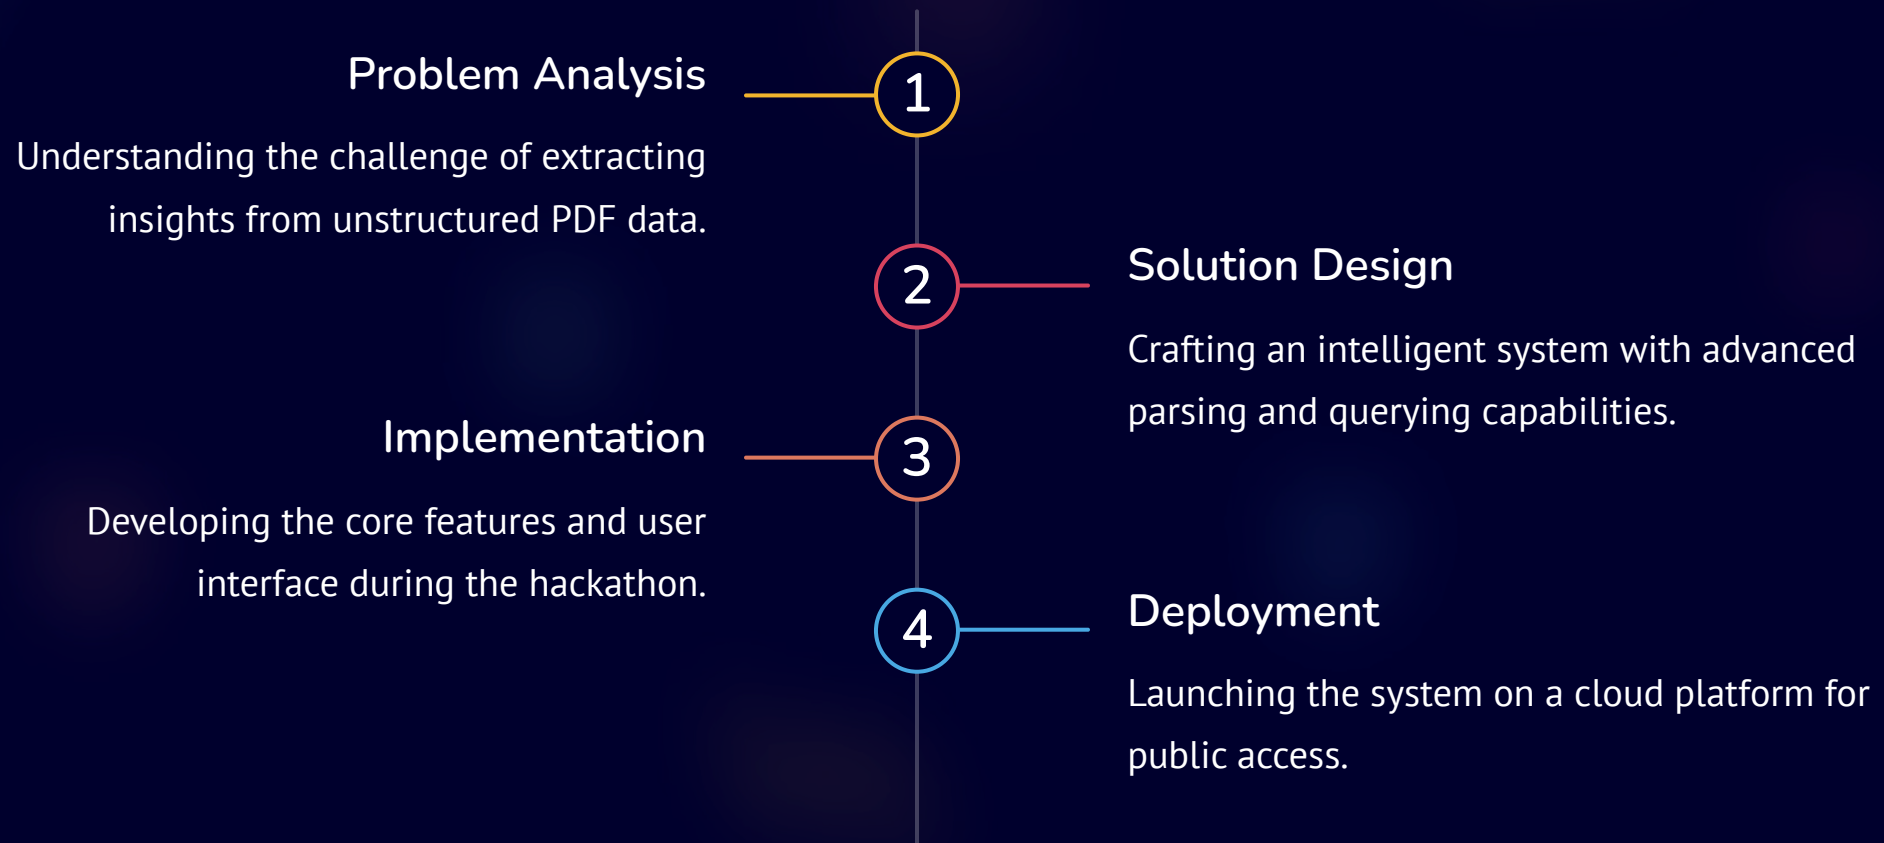 Problem Analysis
1
Understanding the challenge of extracting
insights from unstructured PDF data.
2
Solution Design
Crafting an intelligent system with advanced
parsing and querying capabilities.
Implementation
3
Developing the core features and user
interface during the hackathon.
4
Deployment
Launching the system on a cloud platform for
public access.